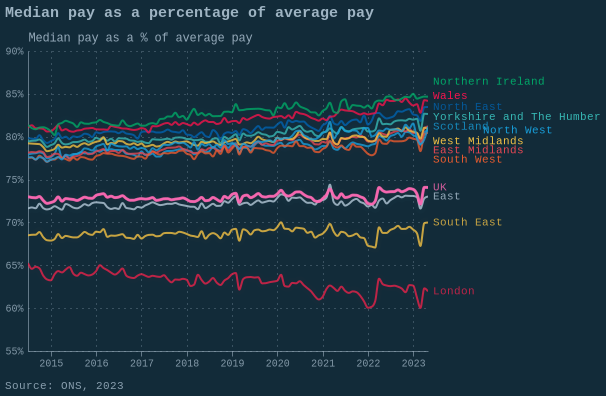 Median pay as a percentage of average pay
Median pay as a % of average pay
90%
85%
80%
75%
70%
65%
60%
55%
Northern Ireland
Wales
North East
Yorkshire and The Humber
Scotland
North West
West Midlands
East Midlands
South West
UK
East
South East
London
2015 2016 2017 2018 2019 2020 2021 2022 2023
Source: ONS, 2023